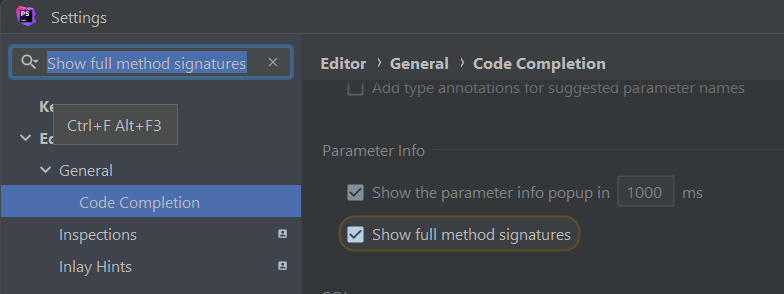 PS Settings
Show full method signatures
Ke
Ctrl+F Alt+F3
General
Code Completion
Inspections
Inlay Hints
Editor › General › Code Completion
Add type annotations for suggested parameter names
Parameter Info
Show the parameter info popup in 1000 ms
Show full method signatures